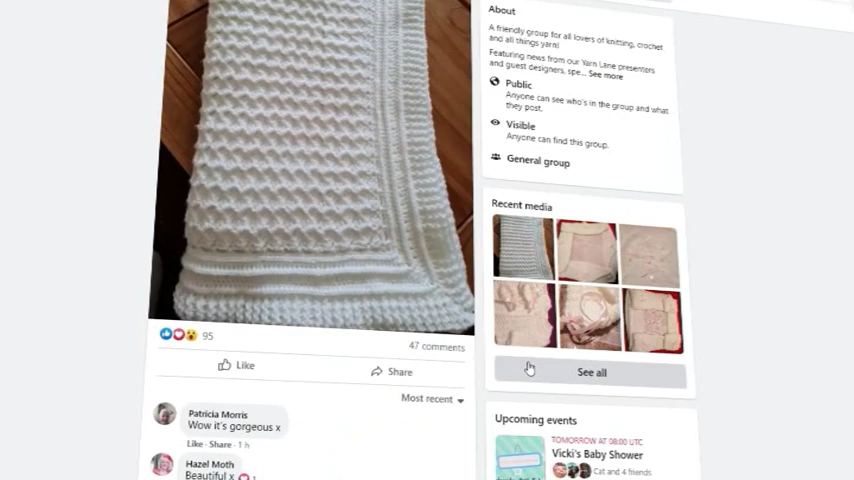 About
A friendly group for all lovers of knitting, crochet
and all things yarn!
Featuring news from our Yarn Lane presenters
and guest designers, spe... See more
Public
Anyone can see who's in the group and what
they post.
Visible
Anyone can find this group.
General group
Recent media
See all
95
47 comments
Like
Share
Most recent
Patricia Morris
Wow it's gorgeous x
Like · Share · 1 h
Hazel Moth
Beautiful x
1
Upcoming events
TOMORROW AT 08:00 UTC
Vicki's Baby Shower
Cat and 4 friends